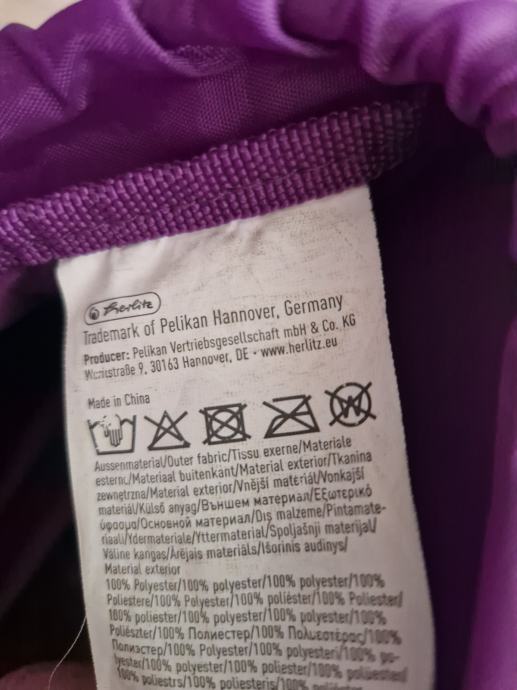 herlitz
Trademark of Pelikan Hannover, Germany
Producer: Pelikan Vertriebsgesellschaft mbH & Co. KG
9, 30163 Hannover, DE • www.herlitz.eu
Made in China
W
Aussenmaterial/Outer fabric/Tissu exerne/Materiale
esterno/Materiaal buitenkant/Material exterior/Tkanina
zewnętrzna/Material exterior/Vnější materiál/Vonkajší
materiál/Külső anyag/Външен материал/Εξωτερικό
ύφασμα/Основной материал/Dış malzeme/Pintamate-
riaali/Ydermateriale/Yttermaterial/Spoljašnji materijal/
Väline kangas/Ārējais materiāls/Išorinis audinys/
Material exterior
100% Polyester/100% polyester/100% polyester/100%
Poliestere/100% Polyester/100% poliéster/100% Poliester/
100% poliester/100% polyester/100% polyester/100%
Poliészter/100% Полиестер/100% Πολυεστέρας/100%
Полиэстер/100% Polyester/100% polyesteri/100% po-
lyester/100% polyester/100% poliester/100% polüester/
100% poliestrs/100% poliesteris/100%